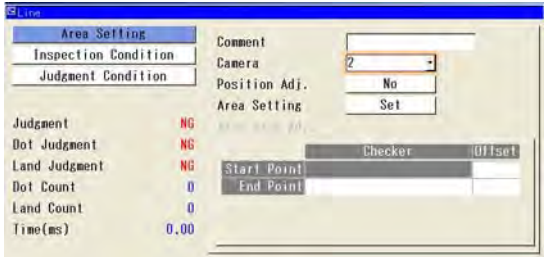 Line
Area Setting
Inspection Condition
Judgment Condition
Judgment NG
Dot Judgment NG
Land Judgment NG
Dot Count 0
Land Count 0
Time(ms) 0.00
Comment
Camera 2
Position Adj. No
Area Setting Set
Checker Offset
Start Point
End Point